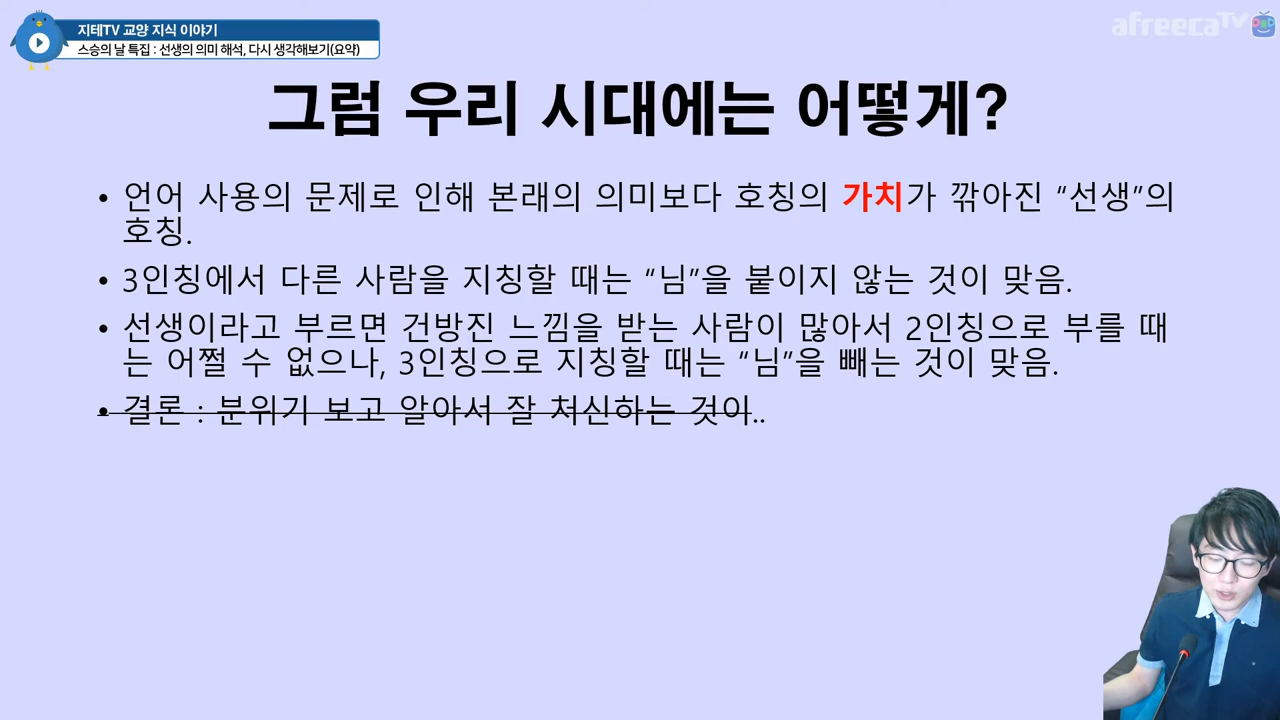 지테TV 교양 지식 이야기
스승의 날 특집 : 선생의 의미 해석, 다시 생각해보기(요약)
afreecaTV
그럼 우리 시대에는 어떻게?
• 언어 사용의 문제로 인해 본래의 의미보다 호칭의 가치가 깎아진 “선생”의
호칭.
• 3인칭에서 다른 사람을 지칭할 때는 “님”을 붙이지 않는 것이 맞음.
• 선생이라고 부르면 건방진 느낌을 받는 사람이 많아서 2인칭으로 부를 때
는 어쩔 수 없으나, 3인칭으로 지칭할 때는 “님”을 빼는 것이 맞음.
• 결론 : 분위기 보고 알아서 잘 처신하는 것이..